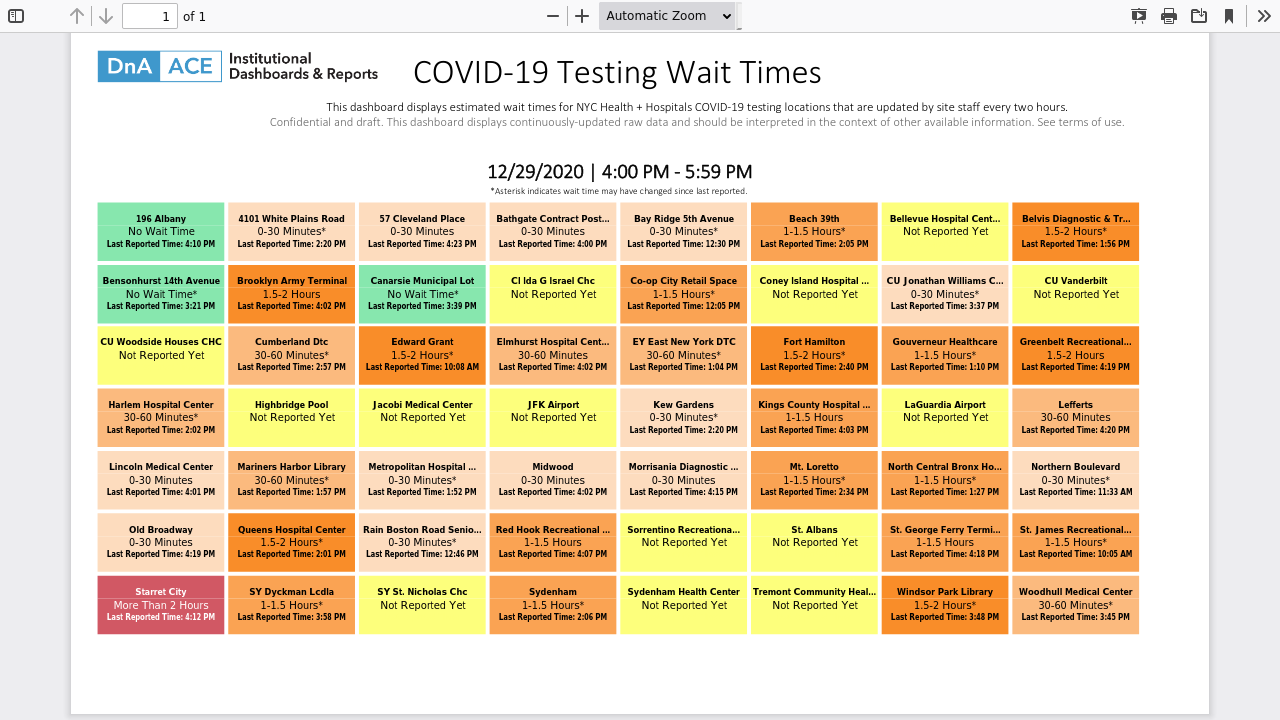 1 of 1 Automatic Zoom
DnA ACE Institutional Dashboards & Reports
COVID-19 Testing Wait Times
This dashboard displays estimated wait times for NYC Health + Hospitals COVID-19 testing locations that are updated by site staff every two hours.
Confidential and draft. This dashboard displays continuously-updated raw data and should be interpreted in the context of other available information. See terms of use.
12/29/2020 | 4:00 PM - 5:59 PM
*Asterisk indicates wait time may have changed since last reported.
196 Albany
No Wait Time
Last Reported Time: 4:10 PM
4101 White Plains Road
0-30 Minutes*
Last Reported Time: 2:20 PM
57 Cleveland Place
0-30 Minutes
Last Reported Time: 4:23 PM
Bathgate Contract Post...
0-30 Minutes
Last Reported Time: 4:00 PM
Bay Ridge 5th Avenue
0-30 Minutes*
Last Reported Time: 12:30 PM
Beach 39th
1-1.5 Hours*
Last Reported Time: 2:05 PM
Bellevue Hospital Cent...
Not Reported Yet
Belvis Diagnostic & Tr...
1.5-2 Hours*
Last Reported Time: 1:56 PM
Bensonhurst 14th Avenue
No Wait Time*
Last Reported Time: 3:21 PM
Brooklyn Army Terminal
1.5-2 Hours
Last Reported Time: 4:02 PM
Canarsie Municipal Lot
No Wait Time*
Last Reported Time: 3:39 PM
CI Ida G Israel Chc
Not Reported Yet
Co-op City Retail Space
1-1.5 Hours*
Last Reported Time: 12:05 PM
Coney Island Hospital ...
Not Reported Yet
CU Jonathan Williams C...
0-30 Minutes*
Last Reported Time: 3:37 PM
CU Vanderbilt
Not Reported Yet
CU Woodside Houses CHC
Not Reported Yet
Cumberland Dtc
30-60 Minutes*
Last Reported Time: 2:57 PM
Edward Grant
1.5-2 Hours*
Last Reported Time: 10:08 AM
Elmhurst Hospital Cent...
30-60 Minutes
Last Reported Time: 4:02 PM
EY East New York DTC
30-60 Minutes*
Last Reported Time: 1:04 PM
Fort Hamilton
1.5-2 Hours*
Last Reported Time: 2:40 PM
Gouverneur Healthcare
1-1.5 Hours*
Last Reported Time: 1:10 PM
Greenbelt Recreational...
1.5-2 Hours
Last Reported Time: 4:19 PM
Harlem Hospital Center
30-60 Minutes*
Last Reported Time: 2:02 PM
Highbridge Pool
Not Reported Yet
Jacobi Medical Center
Not Reported Yet
JFK Airport
Not Reported Yet
Kew Gardens
0-30 Minutes*
Last Reported Time: 2:20 PM
Kings County Hospital ...
1-1.5 Hours
Last Reported Time: 4:03 PM
LaGuardia Airport
Not Reported Yet
Lefferts
30-60 Minutes
Last Reported Time: 4:20 PM
Lincoln Medical Center
0-30 Minutes
Last Reported Time: 4:01 PM
Mariners Harbor Library
30-60 Minutes*
Last Reported Time: 1:57 PM
Metropolitan Hospital ...
0-30 Minutes*
Last Reported Time: 1:52 PM
Midwood
0-30 Minutes
Last Reported Time: 4:02 PM
Morrisania Diagnostic ...
0-30 Minutes
Last Reported Time: 4:15 PM
Mt. Loretto
1-1.5 Hours*
Last Reported Time: 2:34 PM
North Central Bronx Ho...
1-1.5 Hours*
Last Reported Time: 1:27 PM
Northern Boulevard
0-30 Minutes*
Last Reported Time: 11:33 AM
Old Broadway
0-30 Minutes
Last Reported Time: 4:19 PM
Queens Hospital Center
1.5-2 Hours*
Last Reported Time: 2:01 PM
Rain Boston Road Senio...
0-30 Minutes*
Last Reported Time: 12:46 PM
Red Hook Recreational ...
1-1.5 Hours
Last Reported Time: 4:07 PM
Sorrentino Recreationa...
Not Reported Yet
St. Albans
Not Reported Yet
St. George Ferry Termi...
1-1.5 Hours
Last Reported Time: 4:18 PM
St. James Recreational...
1-1.5 Hours*
Last Reported Time: 10:05 AM
Starret City
More Than 2 Hours
Last Reported Time: 4:12 PM
SY Dyckman Lcdla
1-1.5 Hours*
Last Reported Time: 3:58 PM
SY St. Nicholas Chc
Not Reported Yet
Sydenham
1-1.5 Hours*
Last Reported Time: 2:06 PM
Sydenham Health Center
Not Reported Yet
Tremont Community Heal...
Not Reported Yet
Windsor Park Library
1.5-2 Hours*
Last Reported Time: 3:48 PM
Woodhull Medical Center
30-60 Minutes*
Last Reported Time: 3:45 PM